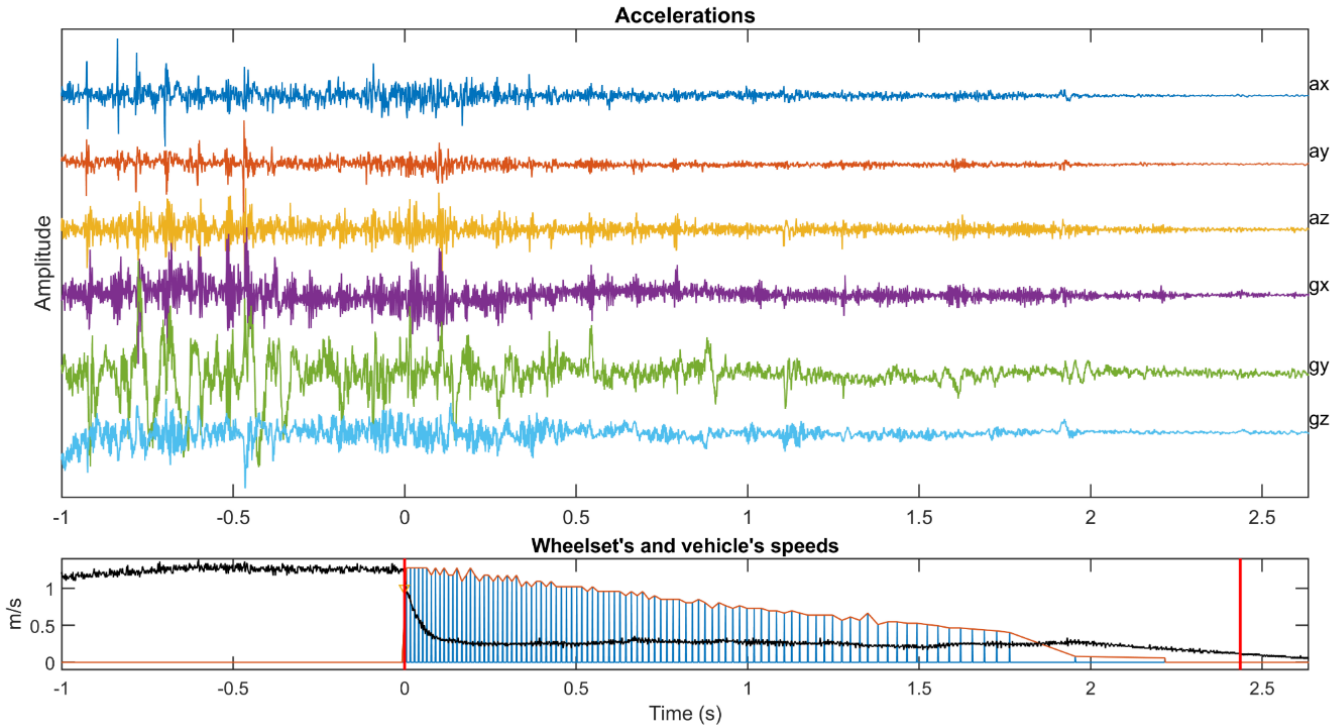 Accelerations
Amplitude
ax
ay
az
gx
gy
gz
-1 -0.5 0 0.5 1 1.5 2 2.5
Wheelset's and vehicle's speeds
m/s
1
0.5
0
-1 -0.5 0 0.5 1 1.5 2 2.5
Time (s)